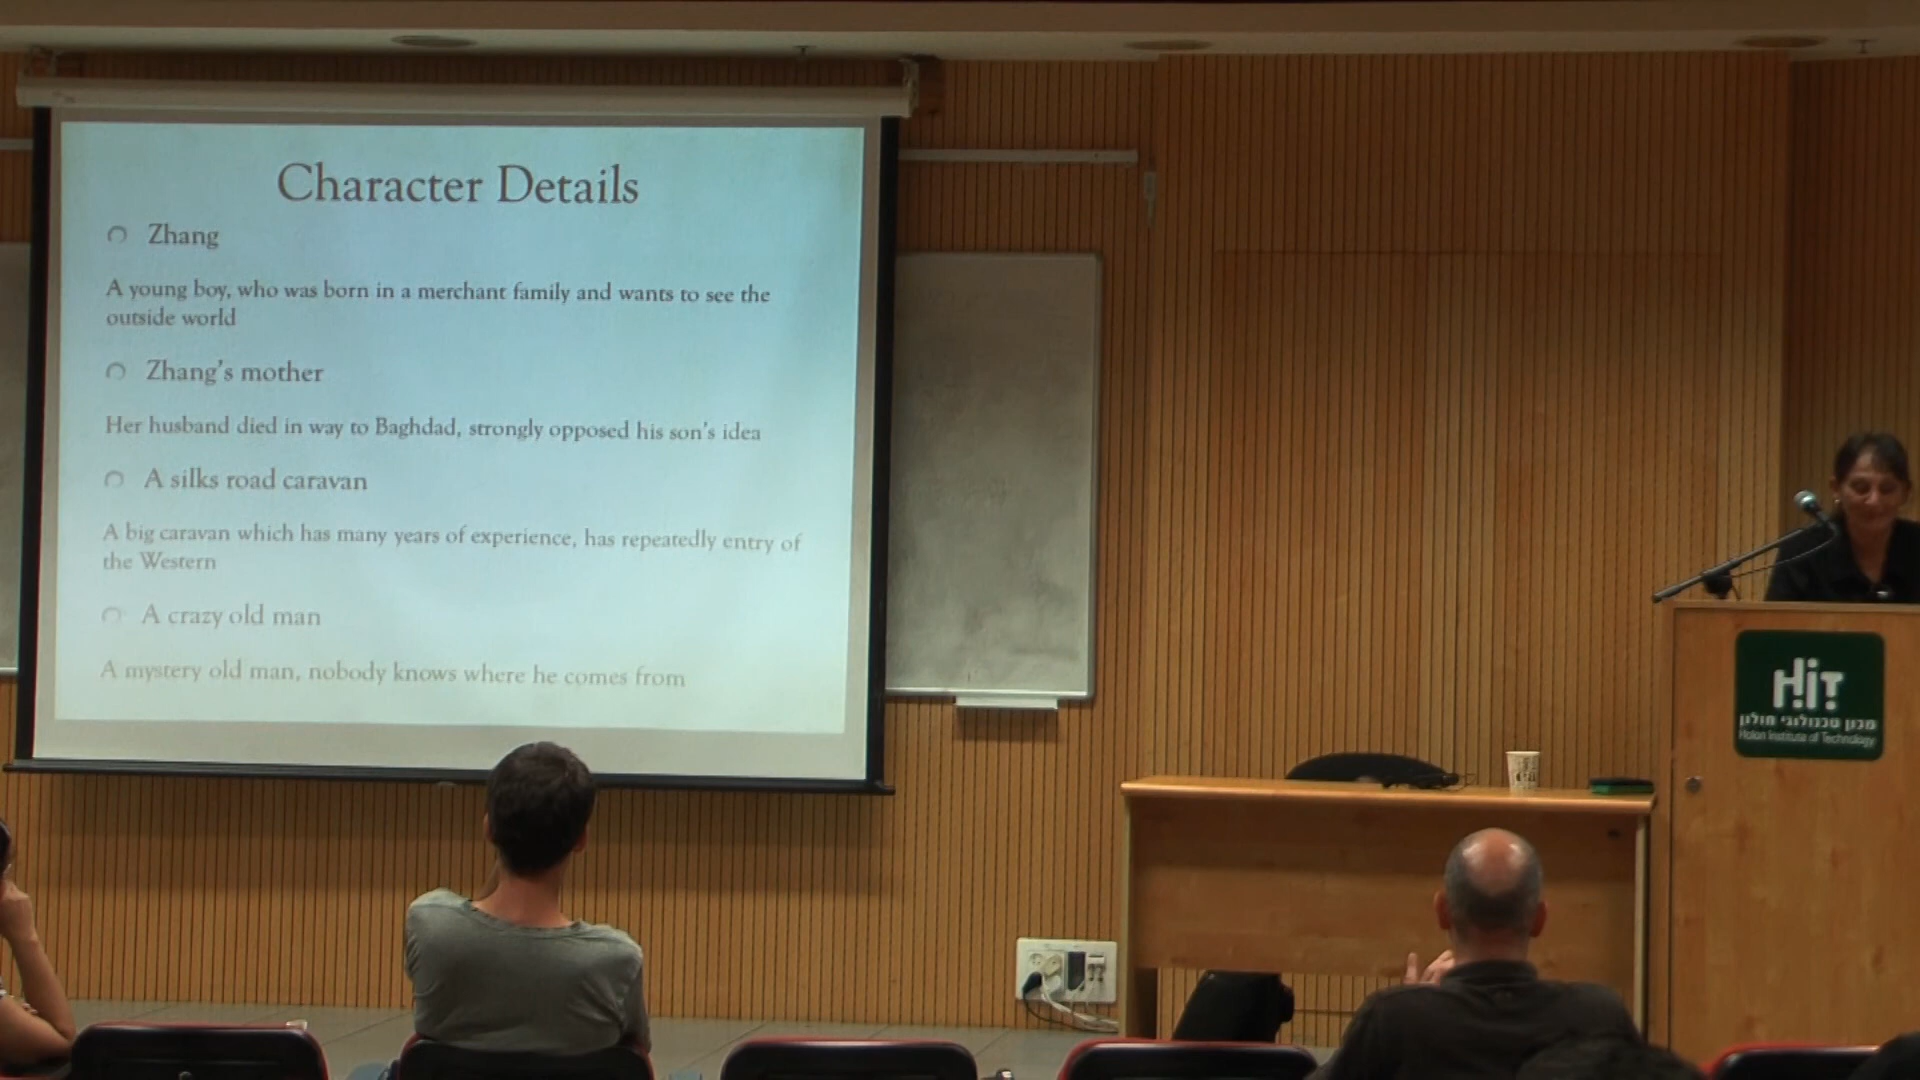 Character Details
Zhang
A young boy, who was born in a merchant family and wants to see the
outside world
Zhang's mother
Her husband died in way to Baghdad, strongly opposed his son's idea
A silks road caravan
A big caravan which has many years of experience, has repeatedly entry of
the Western
A crazy old man
A mystery old man, nobody knows where he comes from
HiT
מכון טכנולוגי חולון
Holon Institute of Technology